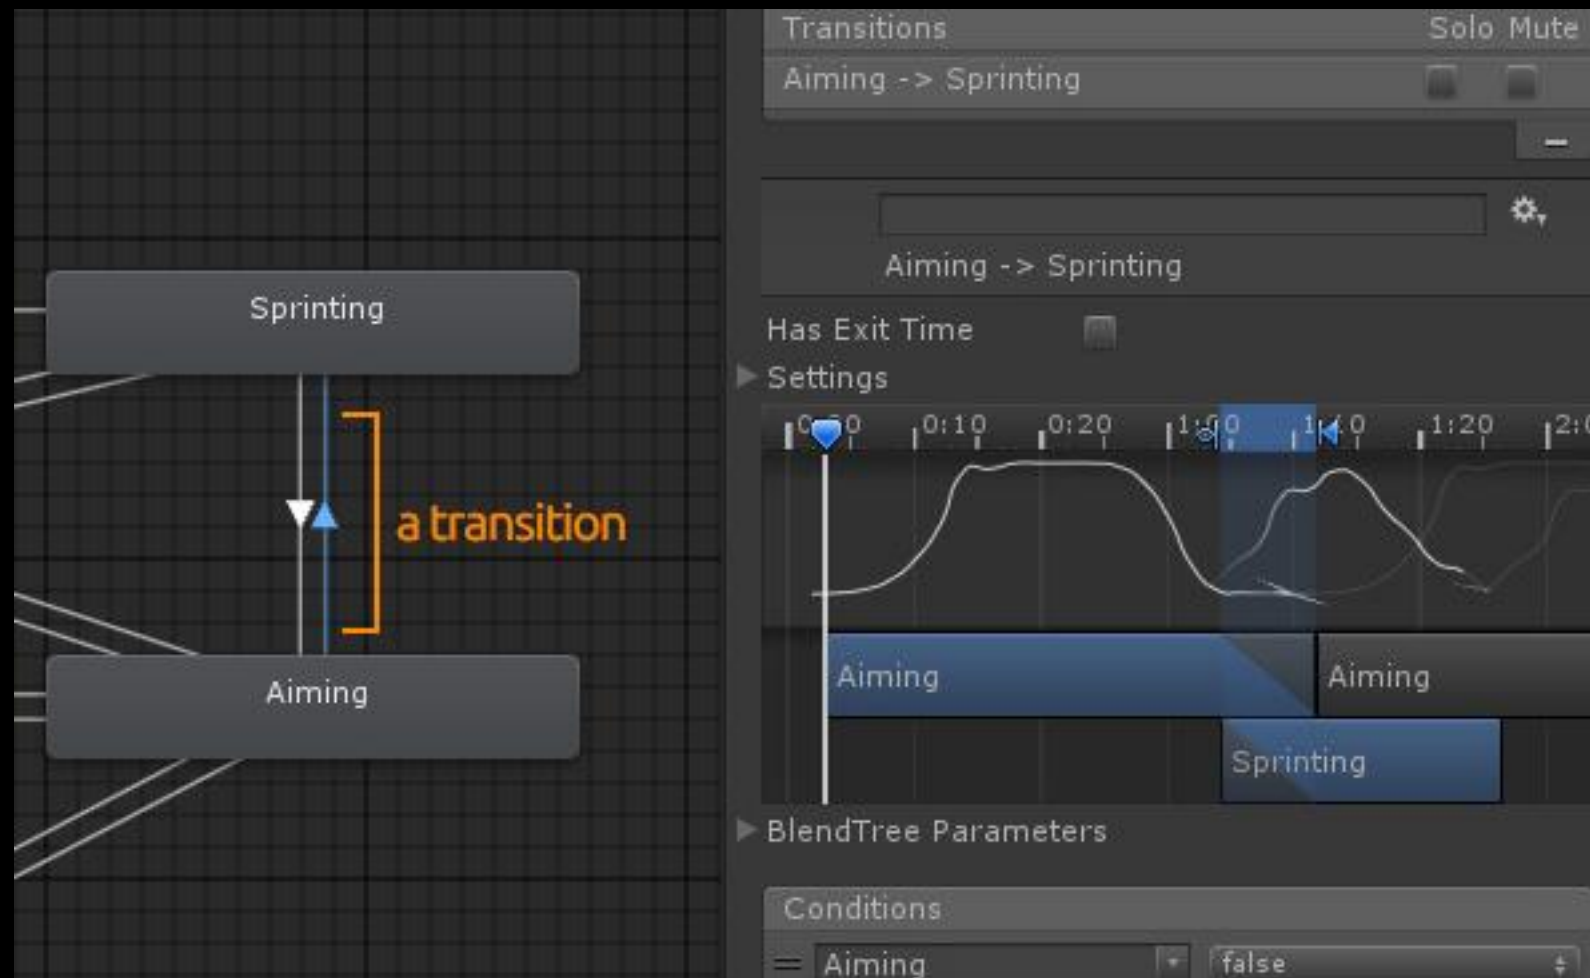 Transitions Solo Mute
Aiming -> Sprinting
Aiming -> Sprinting
Sprinting
Has Exit Time
Settings
0:10 0:20 1:20
a transition
Aiming
Aiming Aiming
Sprinting
BlendTree Parameters
Conditions
Aiming false